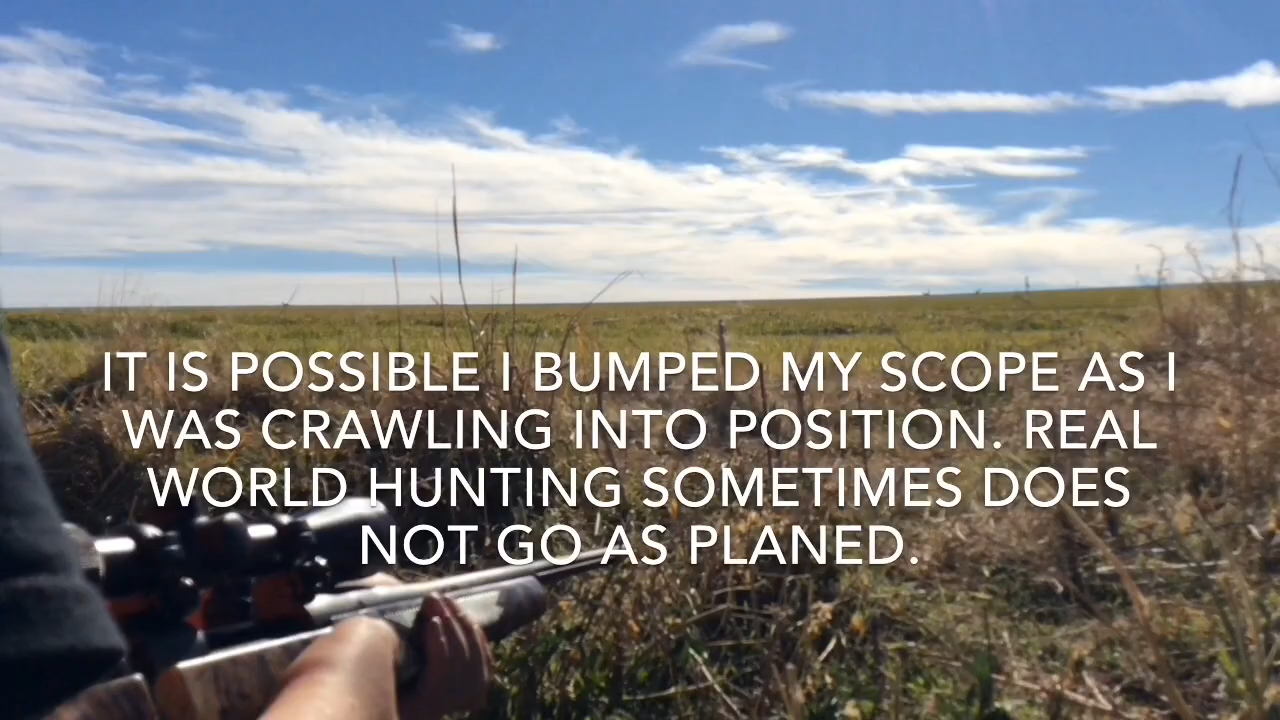 IT IS POSSIBLE I BUMPED MY SCOPE AS I
WAS CRAWLING INTO POSITION. REAL
WORLD HUNTING SOMETIMES DOES
NOT GO AS PLANED.